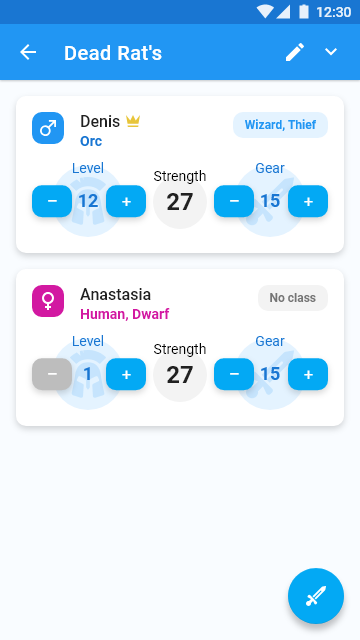 12:30
Dead Rat's
Denis
Orc
Wizard, Thief
Level
Strength
Gear
− 12 + 27 − 15 +
Anastasia
Human, Dwarf
No class
Level
Strength
Gear
− 1 + 27 − 15 +